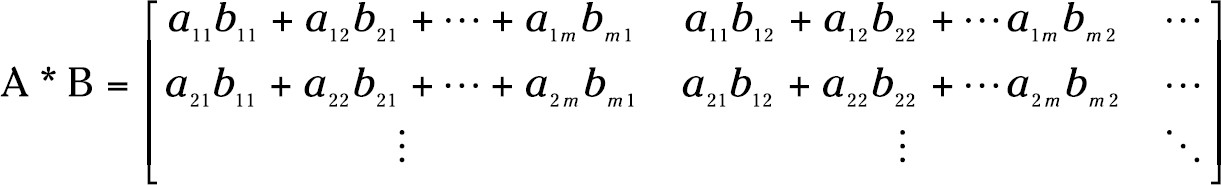 a₁₁b₁₁ + a₁₂b₂₁ + ⋯ + a₁ₘbₘ₁ a₁₁b₁₂ + a₁₂b₂₂ + ⋯a₁ₘbₘ₂ ⋯
A * B = a₂₁b₁₁ + a₂₂b₂₁ + ⋯ + a₂ₘbₘ₁ a₂₁b₁₂ + a₂₂b₂₂ + ⋯a₂ₘbₘ₂ ⋯
⋮ ⋮ ⋱